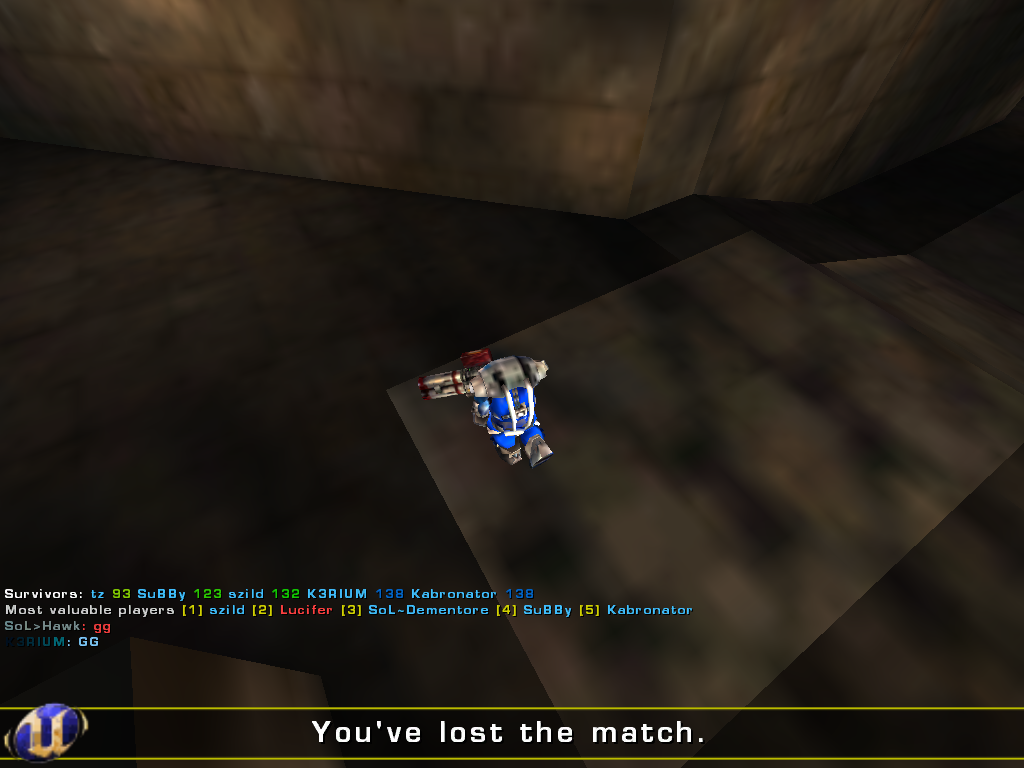 Survivors: tz 93 SuBBy 123 szild 132 K3RIUM 138 Kabronator 138
Most valuable players [1] szild [2] Lucifer [3] SoL~Dementore [4] SuBBy [5] Kabronator
SoL>Hawk: gg
K3RIUM: GG
You've lost the match.